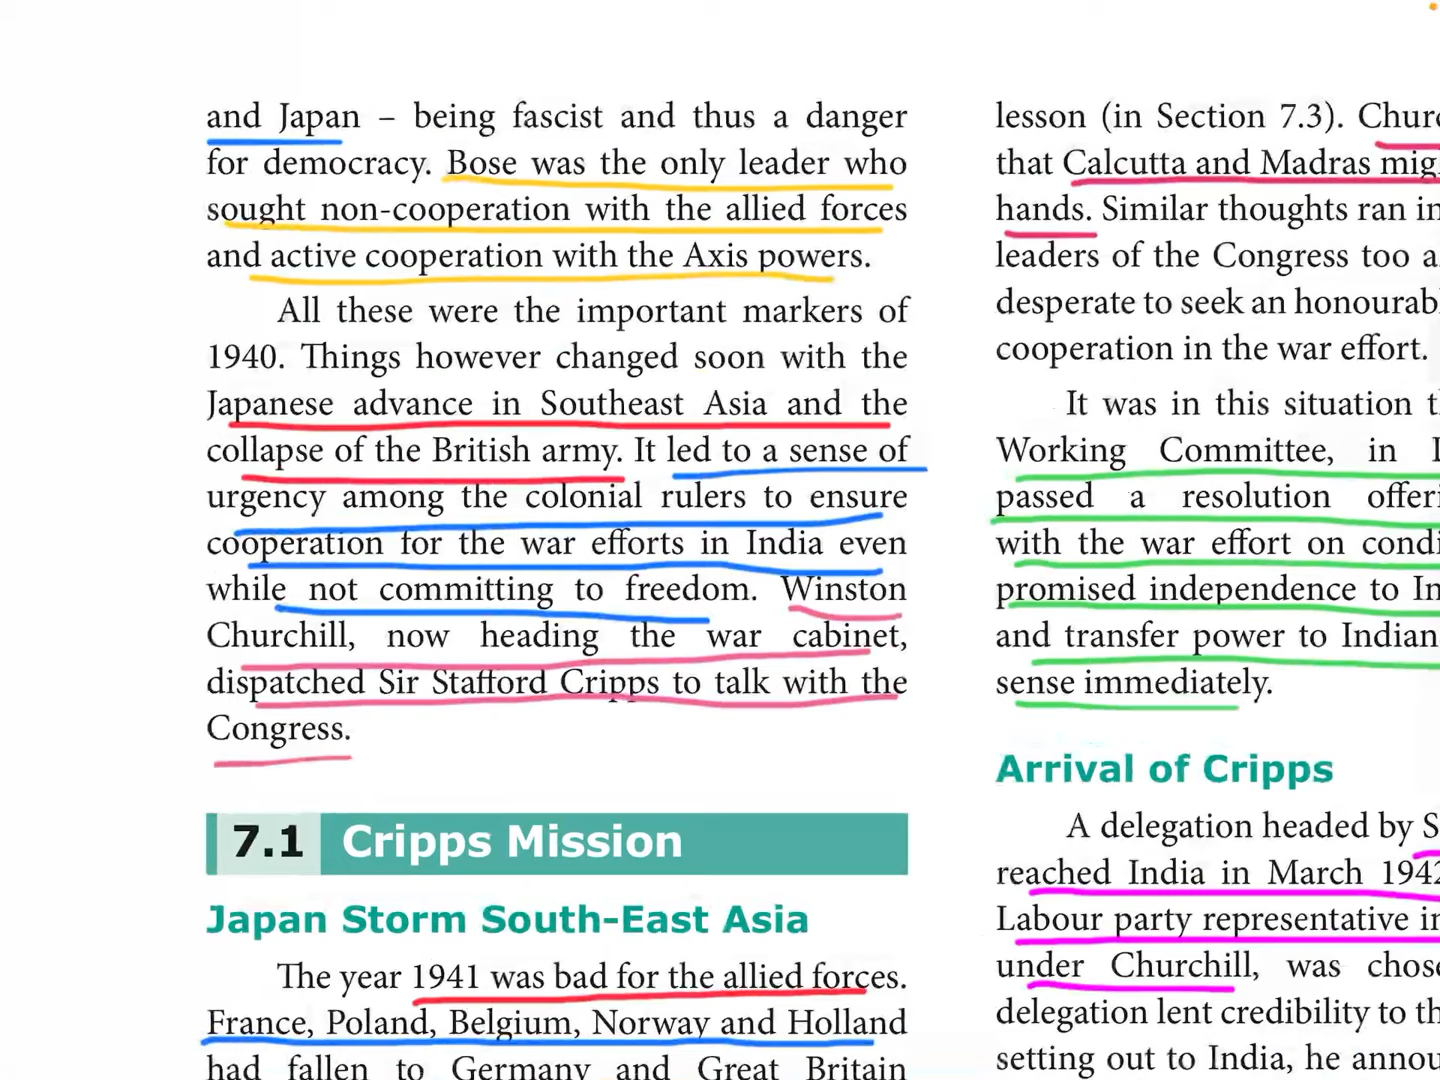 and Japan – being fascist and thus a danger
for democracy. Bose was the only leader who
sought non-cooperation with the allied forces
and active cooperation with the Axis powers.
All these were the important markers of
1940. Things however changed soon with the
Japanese advance in Southeast Asia and the
collapse of the British army. It led to a sense of
urgency among the colonial rulers to ensure
cooperation for the war efforts in India even
while not committing to freedom. Winston
Churchill, now heading the war cabinet,
dispatched Sir Stafford Cripps to talk with the
Congress.
7.1 Cripps Mission
Japan Storm South-East Asia
The year 1941 was bad for the allied forces.
France, Poland, Belgium, Norway and Holland
had fallen to Germany and Great Britain
lesson (in Section 7.3).
that Calcutta and Madras
hands. Similar thoughts ran
leaders of the Congress too
desperate to seek an
cooperation in the war effort.
It was in this situation
Working Committee, in
passed a resolution
with the war effort on
promised independence to
and transfer power to
sense immediately.
Arrival of Cripps
A delegation headed by
reached India in March
Labour party representative
under Churchill, was
delegation lent credibility to
setting out to India, he